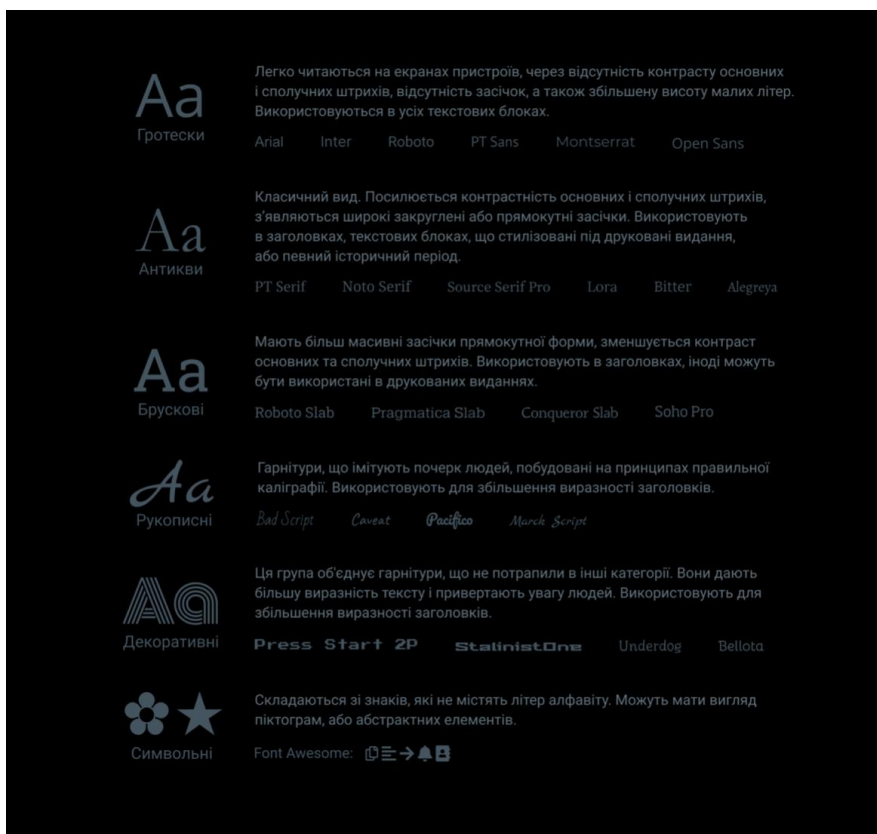 Aa
Гротески
Легко читаються на екранах пристроїв, через відсутність контрасту основних
і сполучних штрихів, відсутність засічок, а також збільшену висоту малих літер.
Використовуються в усіх текстових блоках.
Arial Inter Roboto PT Sans Montserrat Open Sans
Aa
Антикви
Класичний вид. Посилюється контрастність основних і сполучних штрихів,
з'являються широкі закруглені або прямокутні засічки. Використовують
в заголовках, текстових блоках, що стилізовані під друковані видання,
або певний історичний період.
PT Serif Noto Serif Source Serif Pro Lora Bitter Alegreya
Aa
Брускові
Мають більш масивні засічки прямокутної форми, зменшується контраст
основних та сполучних штрихів. Використовують в заголовках, іноді можуть
бути використані в друкованих виданнях.
Roboto Slab Pragmatica Slab Conqueror Slab Soho Pro
Aa
Рукописні
Гарнітури, що імітують почерк людей, побудовані на принципах правильної
каліграфії. Використовують для збільшення виразності заголовків.
Bad Script Caveat Pacifico Marck Script
Aa
Декоративні
Ця група об'єднує гарнітури, що не потрапили в інші категорії. Вони дають
більшу виразність тексту і привертають увагу людей. Використовують для
збільшення виразності заголовків.
Press Start 2P StalinistOne Underdog Bellota
Символьні
Складаються зі знаків, які не містять літер алфавіту. Можуть мати вигляд
піктограм, або абстрактних елементів.
Font Awesome: